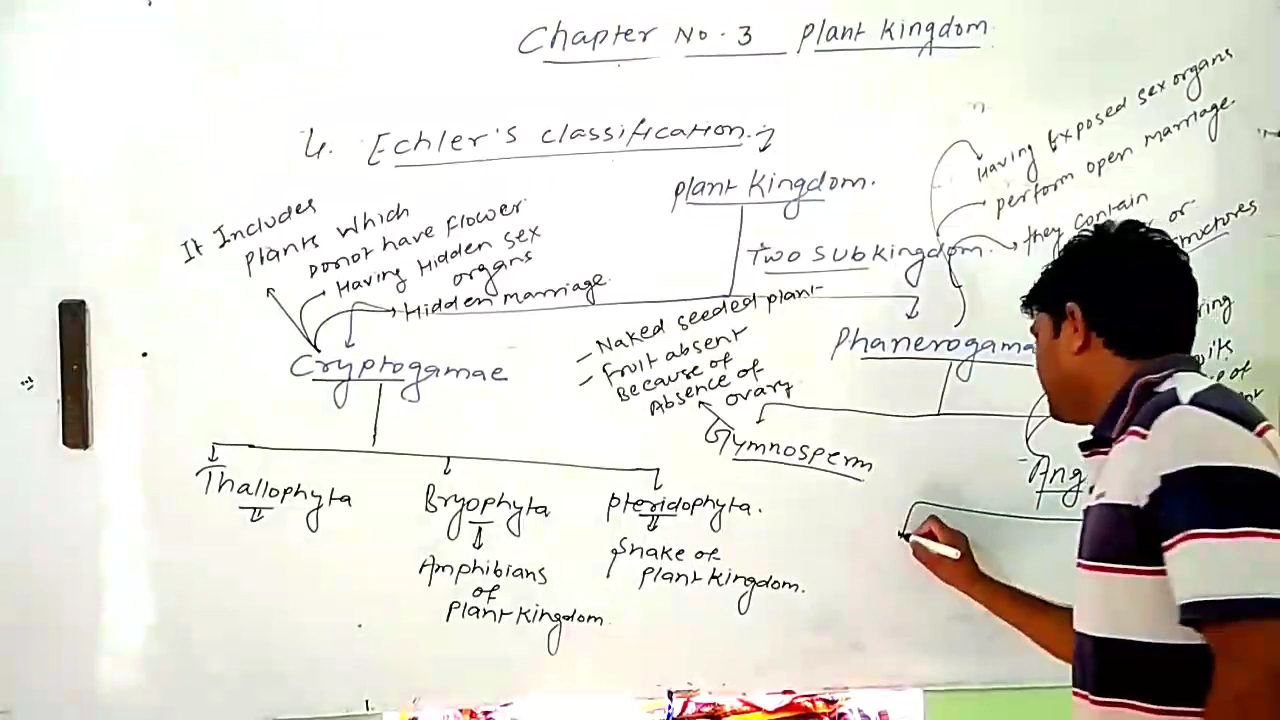 Chapter No. 3 Plant Kingdom
4. Echler's classification.
Plant Kingdom.
Two Subkingdom.
It Includes
Plants which
Donot have flower
Having Hidden sex
organs
Hidden marriage.
Cryptogamae
Thallophyta
Bryophyta
Amphibians
of
Plant Kingdom
Pteridophyta.
Snake of
Plant Kingdom.
Having Exposed sex organs
perform open marriage
they contain
or
Phanerogama
- Naked seeded plant
- Fruit absent
Because of
Absence of
ovary
Gymnosperm
Ang